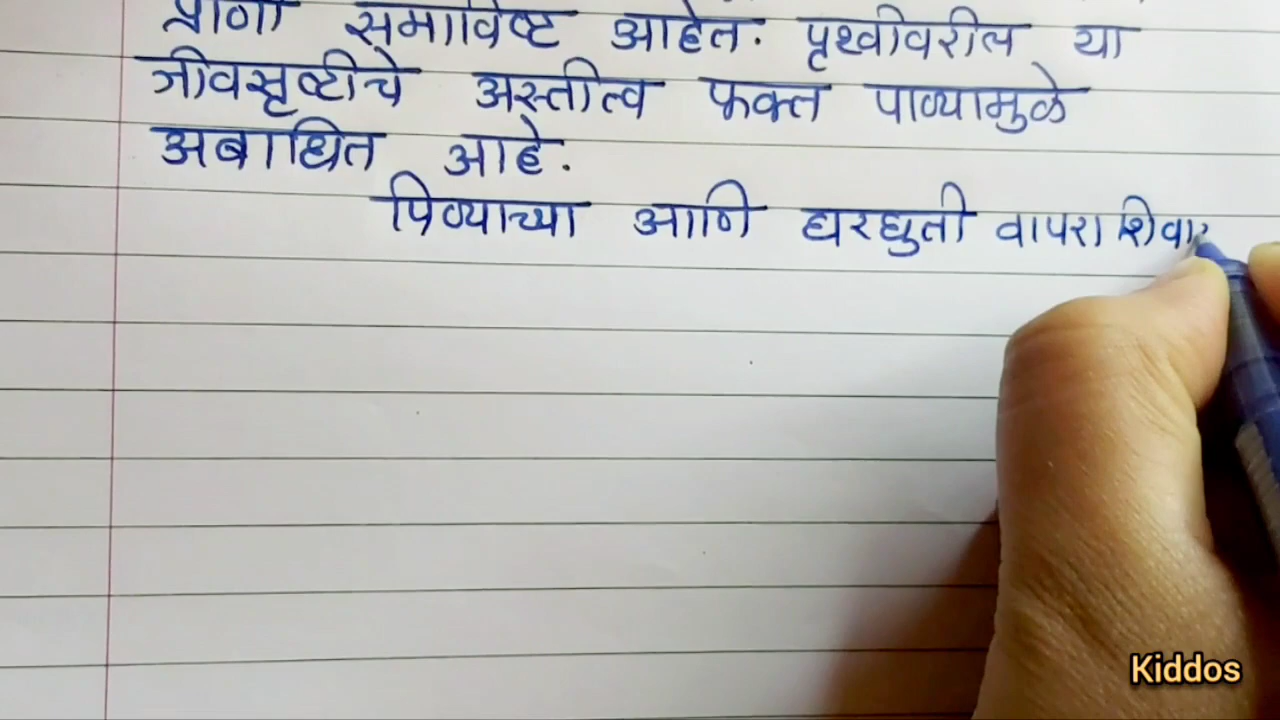 प्राणी समाविष्ट आहेत. पृथ्वीवरील या
जीवसृष्टीचे अस्तीत्व फक्त पाण्यामुळे
अबाधित आहे.
पिण्याच्या आणि घरघुती वापराशिवा
Kiddos